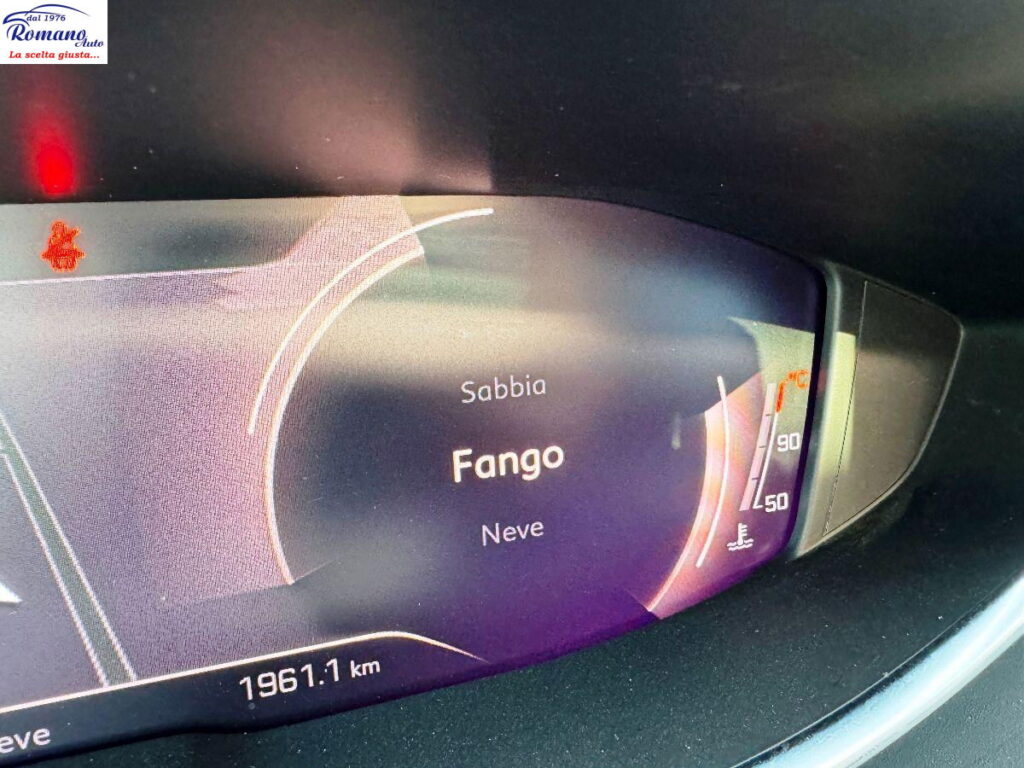 dal 1976
Romano
Auto
La scelta giusta...
Sabbia
Fango
Neve
°C
90
50
1961.1 km
eve